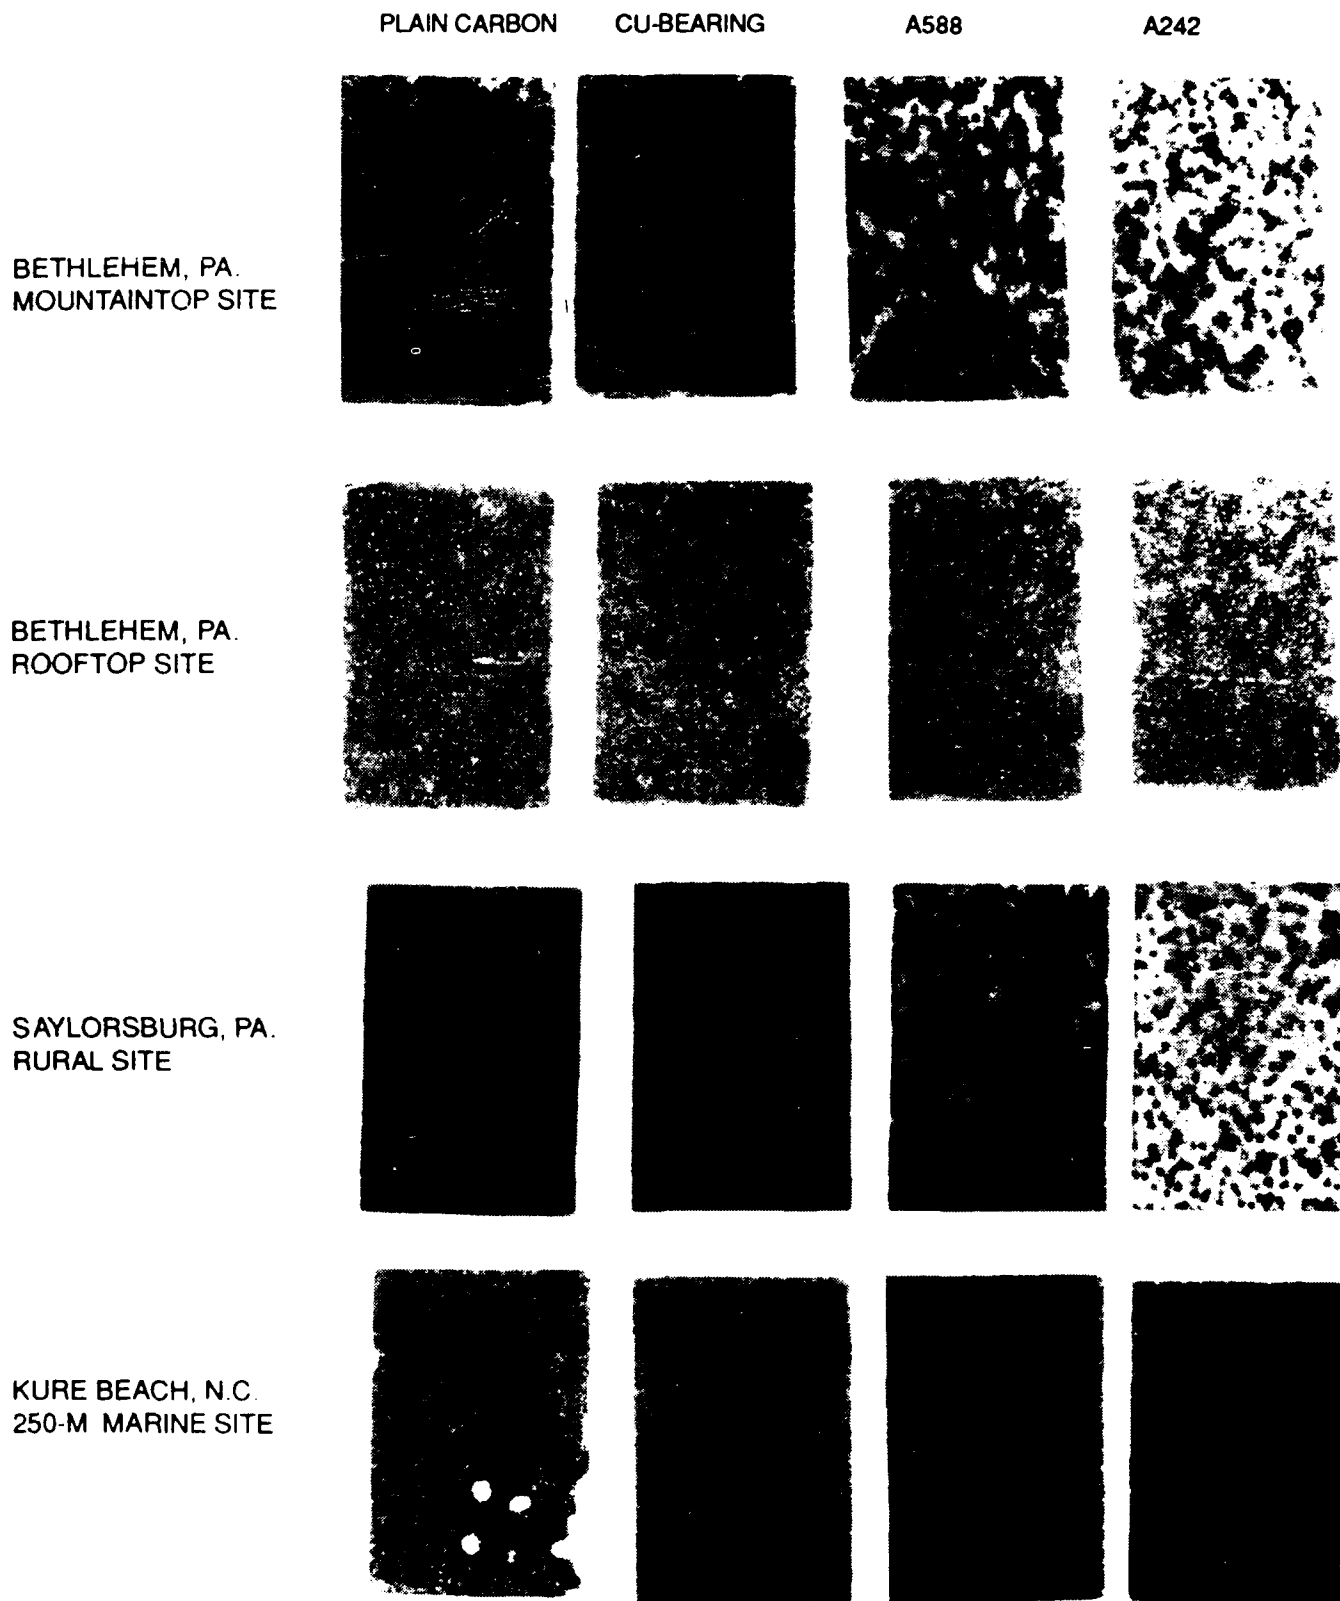 PLAIN CARBON CU-BEARING A588 A242
BETHLEHEM, PA.
MOUNTAINTOP SITE
BETHLEHEM, PA.
ROOFTOP SITE
SAYLORSBURG, PA.
RURAL SITE
KURE BEACH, N.C.
250-M MARINE SITE